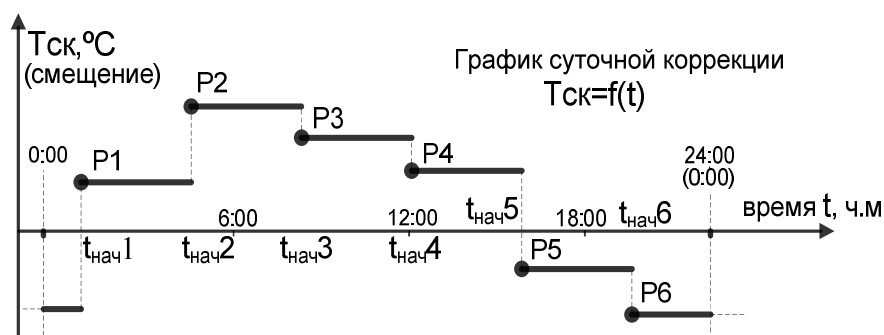 Тск,ºС
(смещение)
График суточной коррекции
Тск=f(t)
P2
P3
P1
P4
0:00
24:00
(0:00)
6:00
12:00
tнач5
18:00
tнач6
время t, ч.м
tнач1
tнач2
tнач3
tнач4
P5
P6